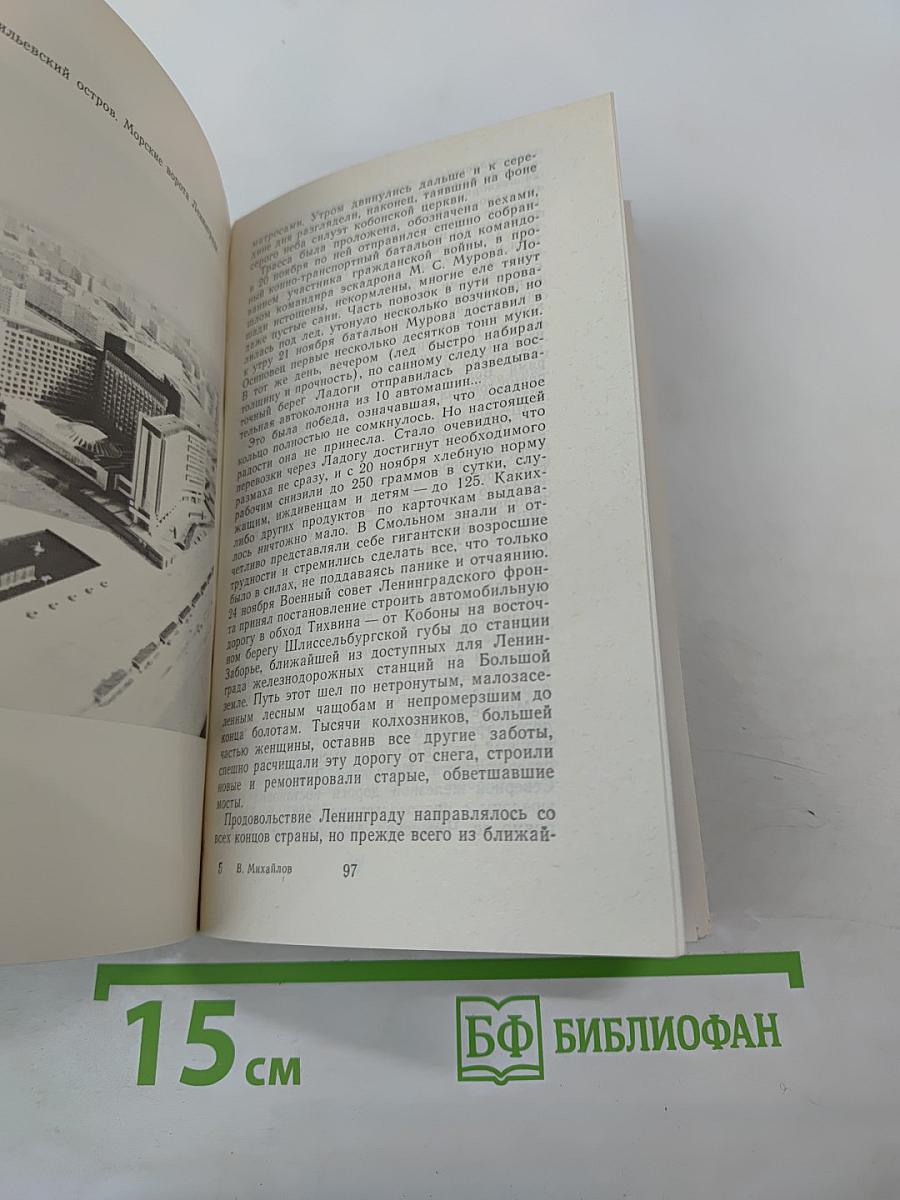 остров. Морские ворота Ленинграда
матросами. Утром двинулись дальше и к сере-
дине дня разглядели, наконец, таявший на фоне
серого неба силуэт кобонской церкви.
Трасса была проложена, обозначена вехами,
и 20 ноября по ней отправился спешно собран-
ный конно-транспортный батальон под командо-
ванием участника гражданской войны, в про-
шлом командира эскадрона М. С. Мурова. Ло-
шади истощены, некормлены, многие еле тянут
даже пустые сани. Часть повозок в пути прова-
лилась под лед, утонуло несколько возчиков, но
к утру 21 ноября батальон Мурова доставил в
Осиновец первые несколько десятков тонн муки.
В тот же день, вечером (лед быстро набирал
толщину и прочность), по санному следу на вос-
точный берег Ладоги отправилась разведыва-
тельная автоколонна из 10 автомашин...
Это была победа, означавшая, что осадное
кольцо полностью не сомкнулось. Но настоящей
радости она не принесла. Стало очевидно, что
перевозки через Ладогу достигнут необходимого
размаха не сразу, и с 20 ноября хлебную норму
рабочим снизили до 250 граммов в сутки, слу-
жащим, иждивенцам и детям — до 125. Каких-
либо других продуктов по карточкам выдава-
лось ничтожно мало. В Смольном знали и от-
четливо представляли себе гигантски возросшие
трудности и стремились сделать все, что только
было в силах, не поддаваясь панике и отчаянию.
24 ноября Военный совет Ленинградского фрон-
та принял постановление строить автомобильную
дорогу в обход Тихвина — от Кобоны на восточ-
ном берегу Шлиссельбургской губы до станции
Заборье, ближайшей из доступных для Ленин-
града железнодорожных станций на Большой
земле. Путь этот шел по нетронутым, малозасе-
ленным лесным чащобам и непромерзшим до
конца болотам. Тысячи колхозников, большей
частью женщины, оставив все другие заботы,
спешно расчищали эту дорогу от снега, строили
новые и ремонтировали старые, обветшавшие
мосты.
Продовольствие Ленинграду направлялось со
всех концов страны, но прежде всего из ближай-
5 В. Михайлов 97
15 см
БФ БИБЛИОФАН